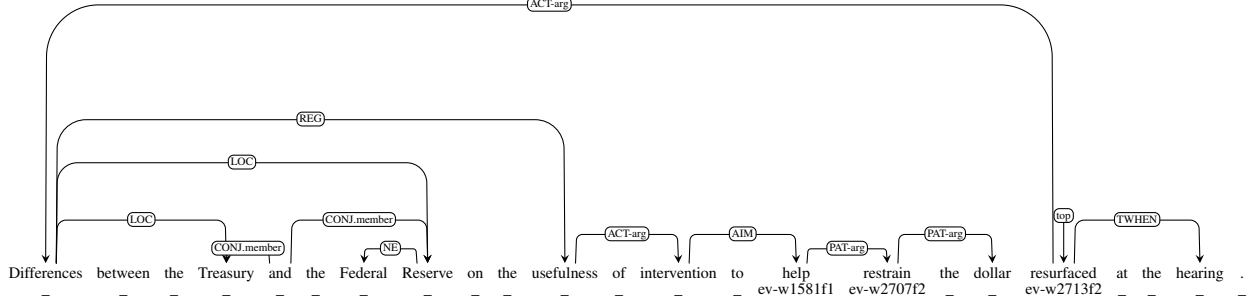 ACT-arg
REG
LOC
LOC CONJ.member
CONJ.member NE ACT-arg AIM PAT-arg PAT-arg top TWHEN
Differences between the Treasury and the Federal Reserve on the usefulness of intervention to help restrain the dollar resurfaced at the hearing .
_ _ _ _ _ _ _ _ _ _ _ _ _ _ ev-w1581f1 ev-w2707f2 _ _ ev-w2713f2 _ _ _ _